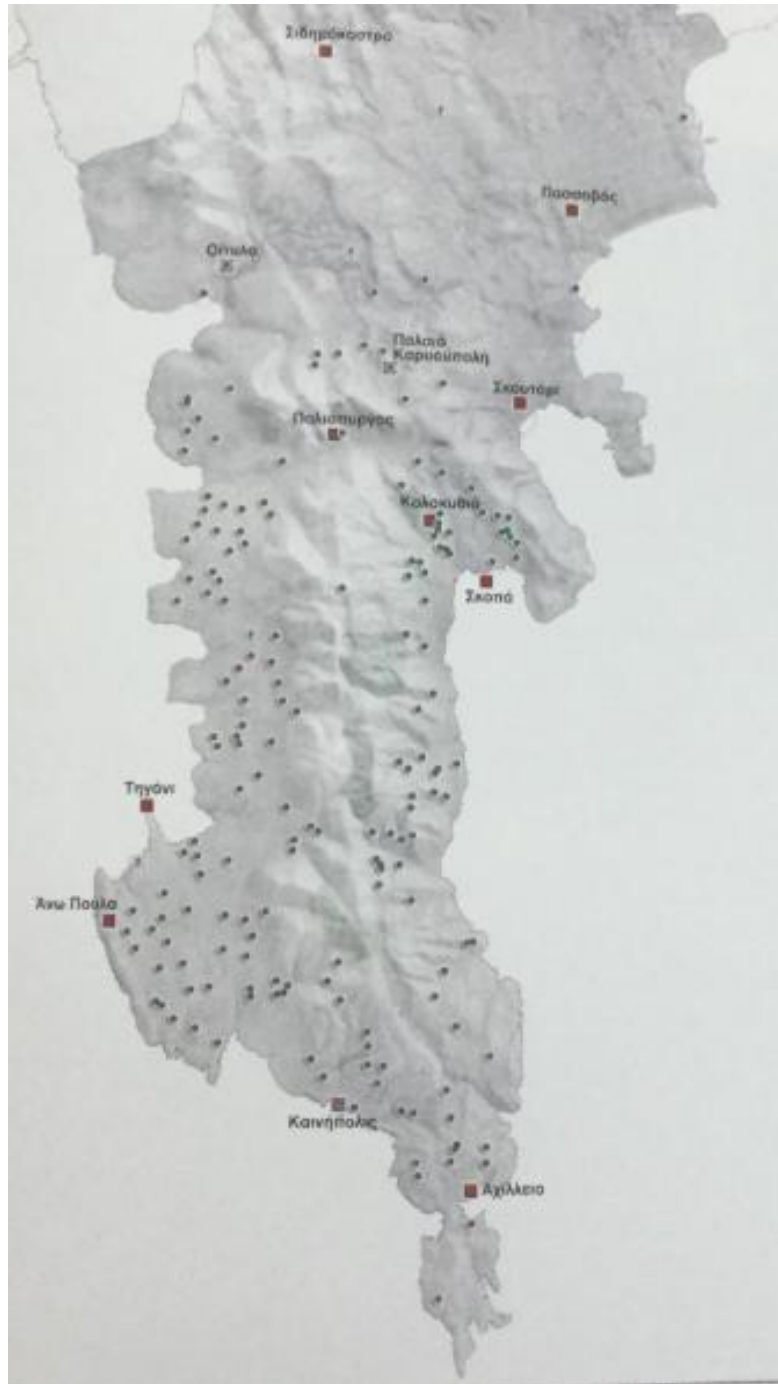 Σιδηρόκαστρο
Πασσαβάς
Οίτυλο
Παλαιά
Καρυούπολη
Σκουτάρι
Παλιόπυργος
Κολοκυθιά
Σκοπά
Τηγάνι
Άνω Πούλα
Καινήπολις
Αχίλλειο